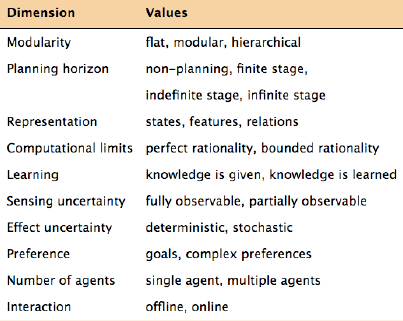 Dimension Values
Modularity flat, modular, hierarchical
Planning horizon non-planning, finite stage,
indefinite stage, infinite stage
Representation states, features, relations
Computational limits perfect rationality, bounded rationality
Learning knowledge is given, knowledge is learned
Sensing uncertainty fully observable, partially observable
Effect uncertainty deterministic, stochastic
Preference goals, complex preferences
Number of agents single agent, multiple agents
Interaction offline, online